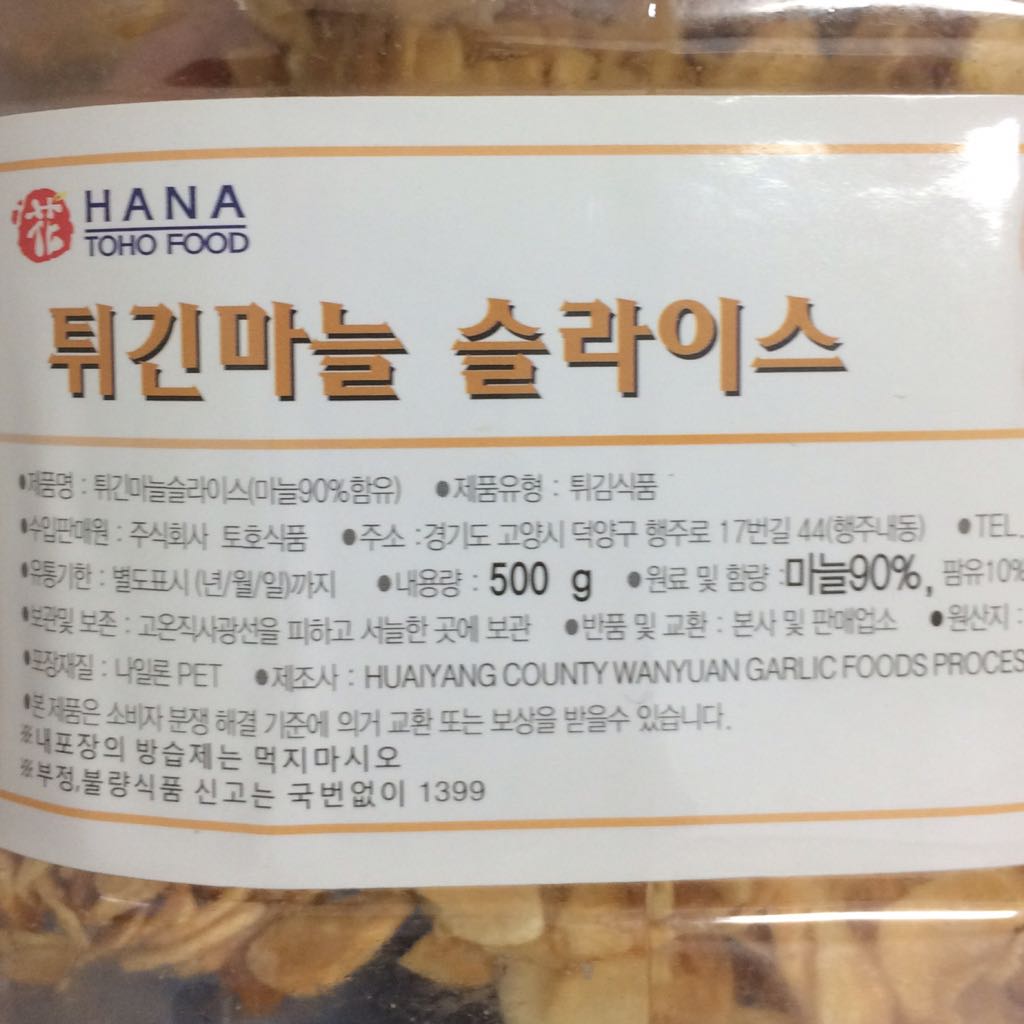 花 HANA
TOHO FOOD
튀긴마늘 슬라이스
•제품명 : 튀긴마늘슬라이스(마늘90%함유) •제품유형 : 튀김식품
•수입판매원 : 주식회사 토호식품 •주소 : 경기도 고양시 덕양구 행주로 17번길 44(행주내동) •TEL.
•유통기한 : 별도표시 (년/월/일)까지 •내용량 : 500 g •원료 및 함량 : 마늘90%, 팜유10%
•보관및 보존 : 고온직사광선을 피하고 서늘한 곳에 보관 •반품 및 교환 : 본사 및 판매업소 •원산지 :
•포장재질 : 나일론 PET •제조사 : HUAIYANG COUNTY WANYUAN GARLIC FOODS PROCES
•본 제품은 소비자 분쟁 해결 기준에 의거 교환 또는 보상을 받을수 있습니다.
※내포장의 방습제는 먹지마시오
※부정,불량식품 신고는 국번없이 1399